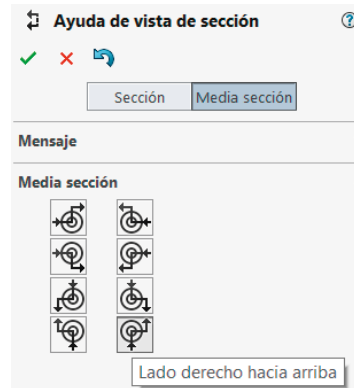 Ayuda de vista de sección
Sección Media sección
Mensaje
Media sección
Lado derecho hacia arriba